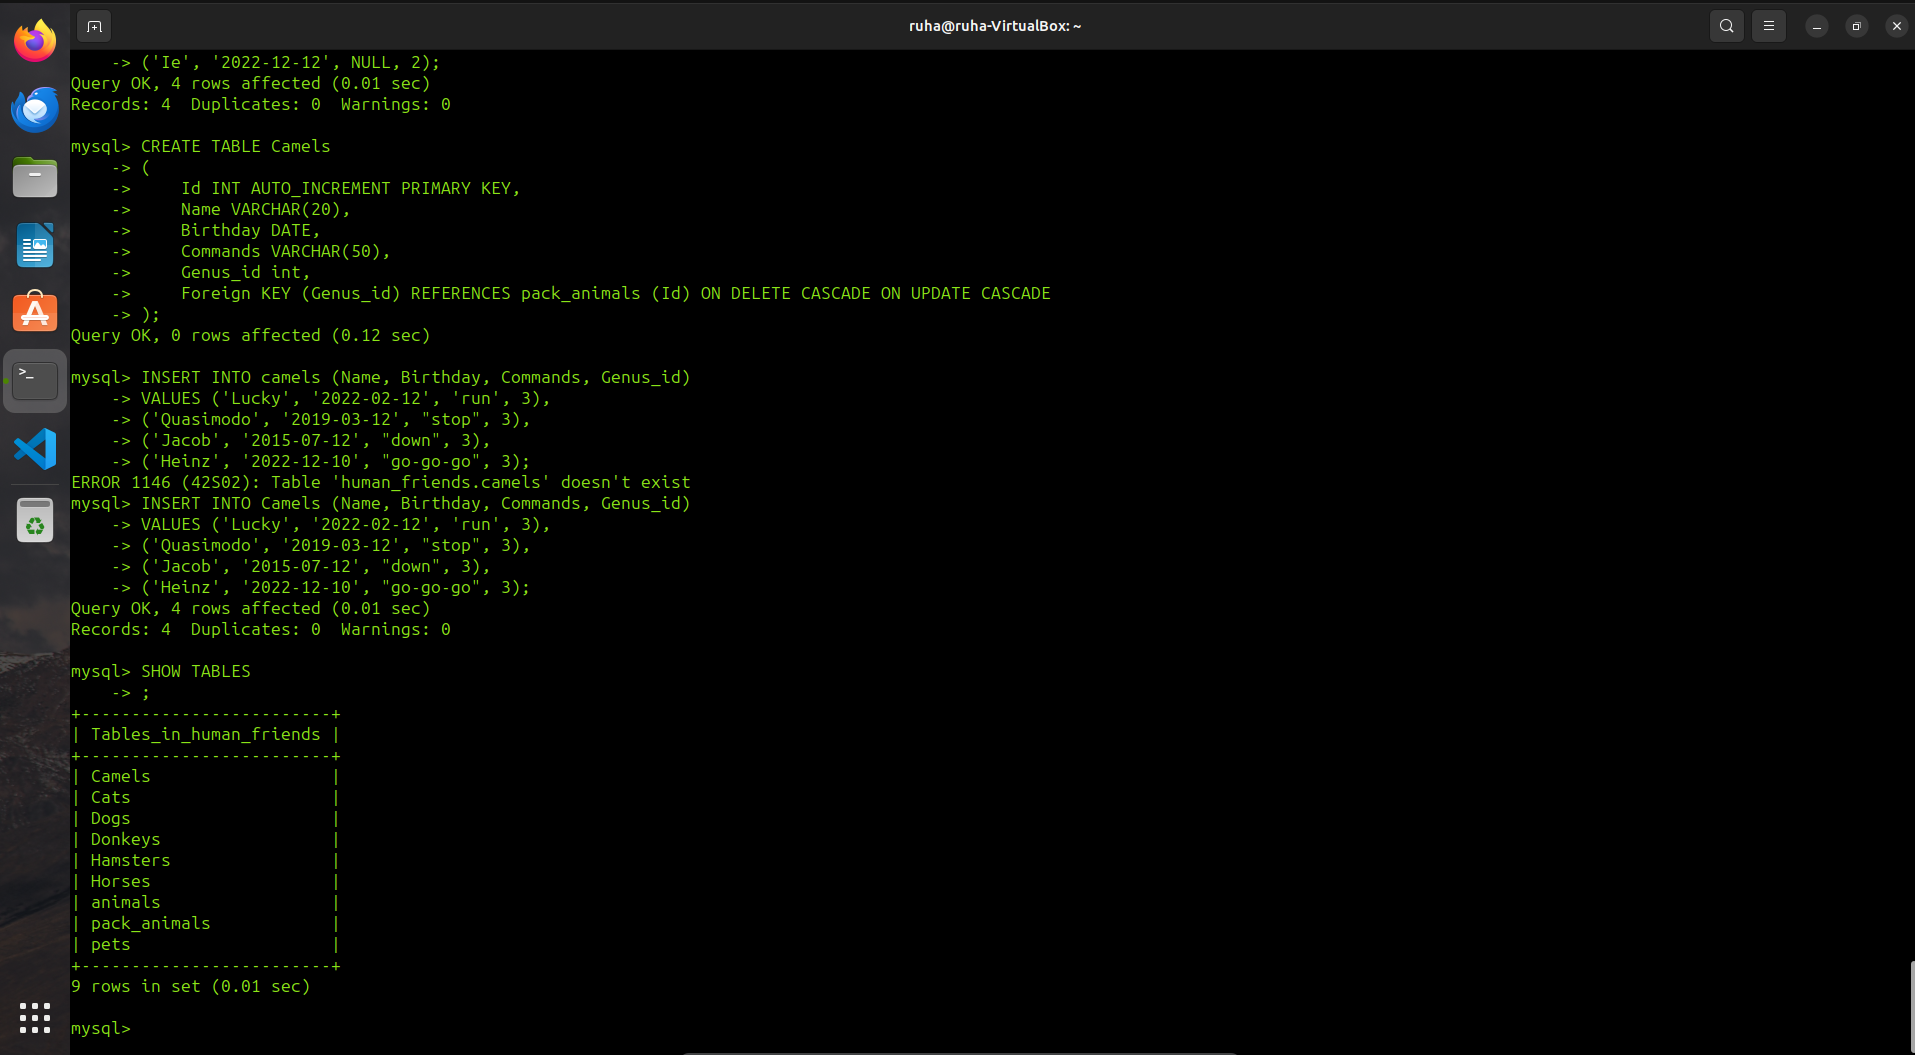 ruha@ruha-VirtualBox: ~
    -> ('Ie', '2022-12-12', NULL, 2);
Query OK, 4 rows affected (0.01 sec)
Records: 4  Duplicates: 0  Warnings: 0
mysql> CREATE TABLE Camels
    -> (
    ->     Id INT AUTO_INCREMENT PRIMARY KEY,
    ->     Name VARCHAR(20),
    ->     Birthday DATE,
    ->     Commands VARCHAR(50),
    ->     Genus_id int,
    ->     Foreign KEY (Genus_id) REFERENCES pack_animals (Id) ON DELETE CASCADE ON UPDATE CASCADE
    -> );
Query OK, 0 rows affected (0.12 sec)
mysql> INSERT INTO camels (Name, Birthday, Commands, Genus_id)
    -> VALUES ('Lucky', '2022-02-12', 'run', 3),
    -> ('Quasimodo', '2019-03-12', "stop", 3),
    -> ('Jacob', '2015-07-12', "down", 3),
    -> ('Heinz', '2022-12-10', "go-go-go", 3);
ERROR 1146 (42S02): Table 'human_friends.camels' doesn't exist
mysql> INSERT INTO Camels (Name, Birthday, Commands, Genus_id)
    -> VALUES ('Lucky', '2022-02-12', 'run', 3),
    -> ('Quasimodo', '2019-03-12', "stop", 3),
    -> ('Jacob', '2015-07-12', "down", 3),
    -> ('Heinz', '2022-12-10', "go-go-go", 3);
Query OK, 4 rows affected (0.01 sec)
Records: 4  Duplicates: 0  Warnings: 0
mysql> SHOW TABLES
    -> ;
+-------------------------+
| Tables_in_human_friends |
+-------------------------+
| Camels                  |
| Cats                    |
| Dogs                    |
| Donkeys                 |
| Hamsters                |
| Horses                  |
| animals                 |
| pack_animals            |
| pets                    |
+-------------------------+
9 rows in set (0.01 sec)
mysql>